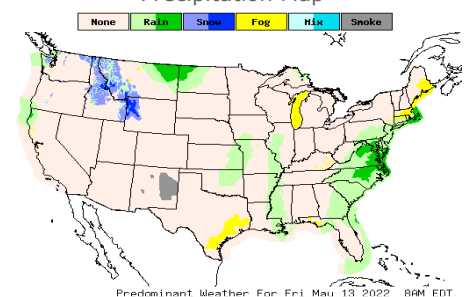 Precipitation Map
None Rain Snow Fog Mix Smoke
Predominant Weather For Fri May 13 2022 8AM EDT